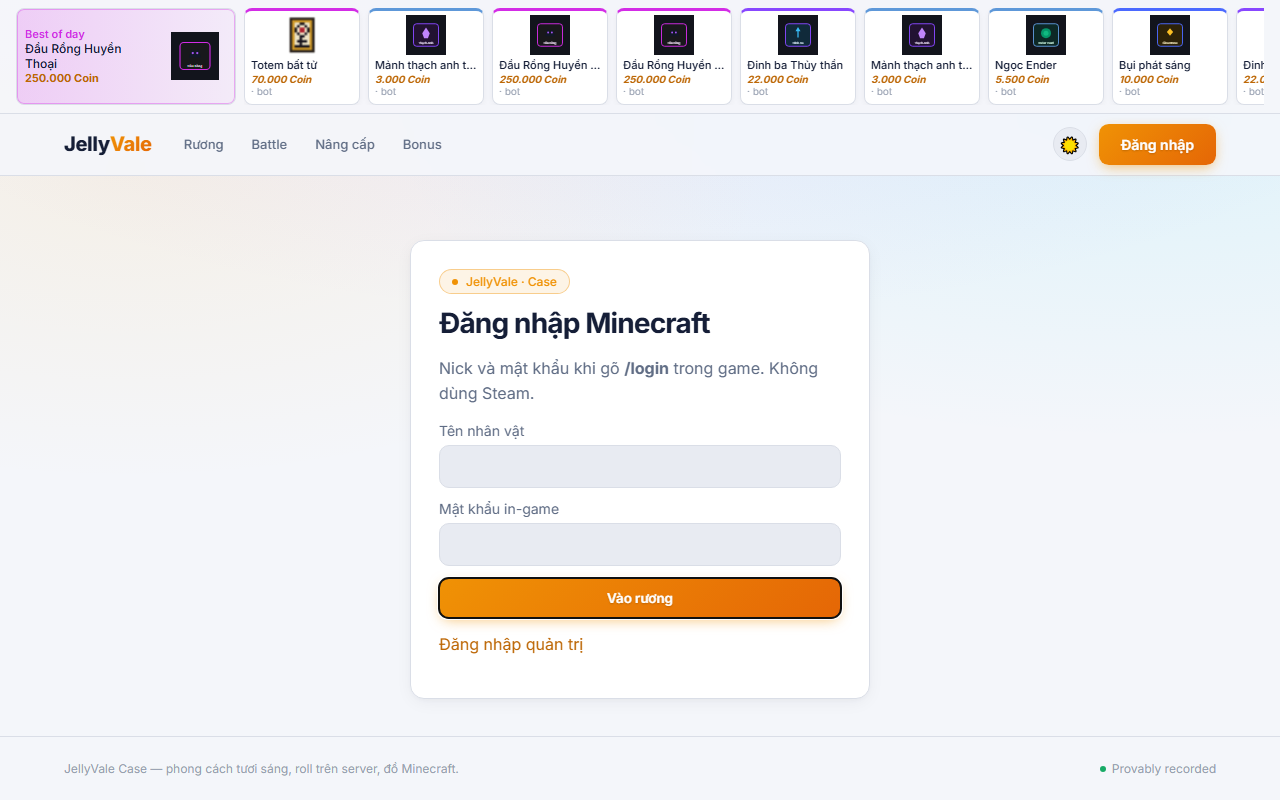 Best of day
Đầu Rồng Huyền
Thoại
250.000 Coin
Totem bất tử
70.000 Coin
· bot
Mảnh thạch anh t...
3.000 Coin
· bot
Đầu Rồng Huyền ...
250.000 Coin
· bot
Đầu Rồng Huyền ...
250.000 Coin
· bot
Đinh ba Thủy thần
22.000 Coin
· bot
Mảnh thạch anh t...
3.000 Coin
· bot
Ngọc Ender
5.500 Coin
· bot
Bụi phát sáng
10.000 Coin
· bot
JellyVale
Rương
Battle
Nâng cấp
Bonus
Đăng nhập
JellyVale · Case
Đăng nhập Minecraft
Nick và mật khẩu khi gõ /login trong game. Không
dùng Steam.
Tên nhân vật
Mật khẩu in-game
Vào rương
Đăng nhập quản trị
JellyVale Case — phong cách tươi sáng, roll trên server, đồ Minecraft.
Provably recorded